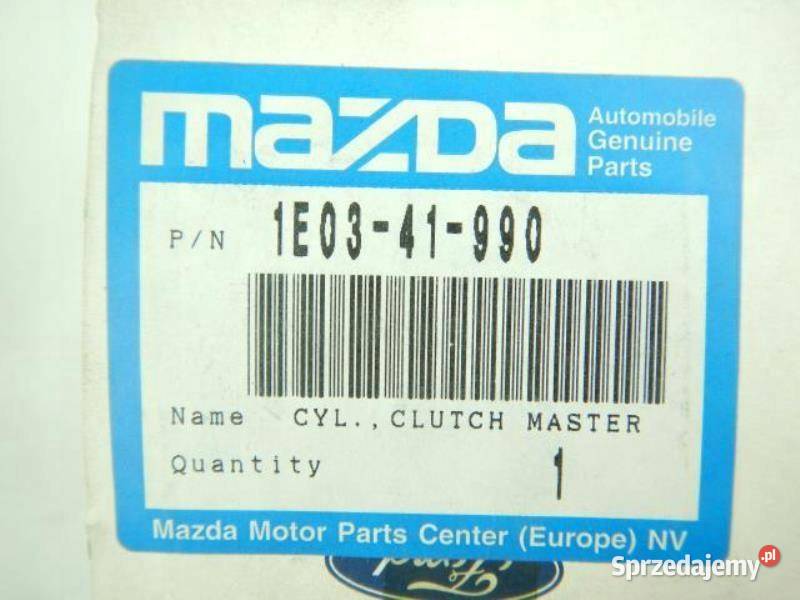 mazda
Automobile
Genuine
Parts
P/N 1E03-41-990
Name CYL.,CLUTCH MASTER
Quantity 1
Mazda Motor Parts Center (Europe) NV
Ford
Sprzedajemy.pl